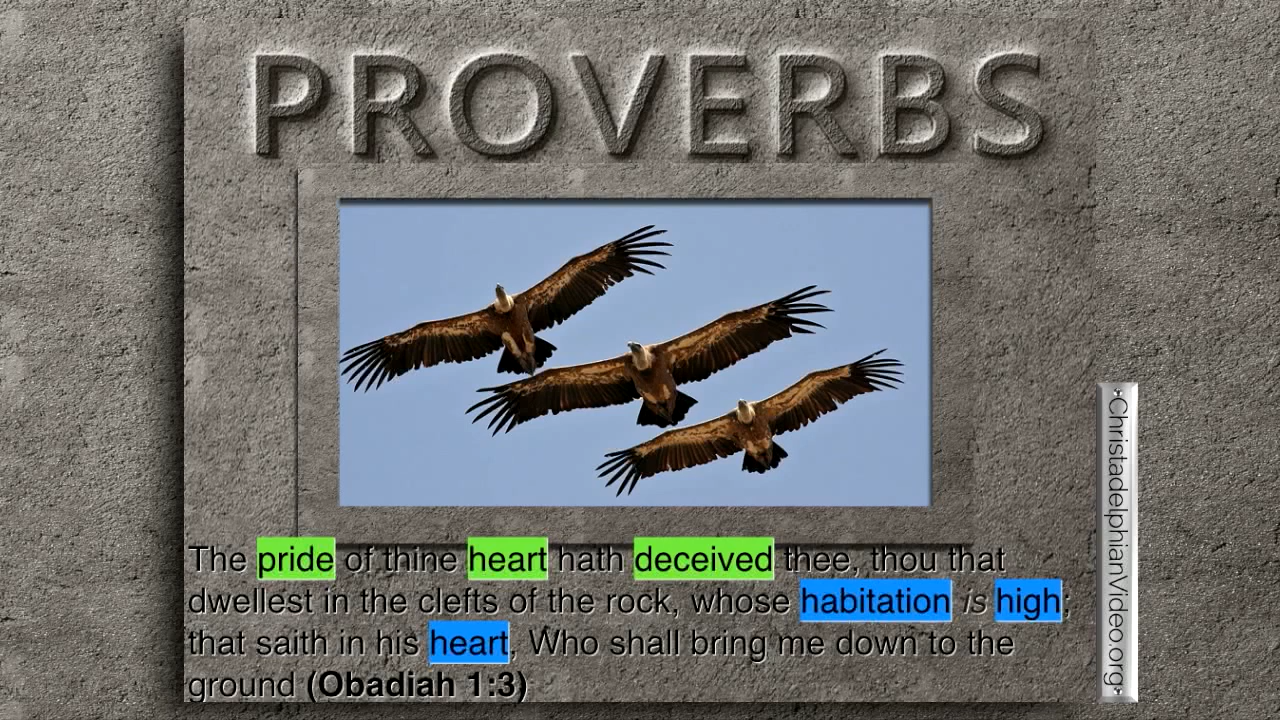 PROVERBS
The pride of thine heart hath deceived thee, thou that
dwellest in the clefts of the rock, whose habitation is high;
that saith in his heart, Who shall bring me down to the
ground (Obadiah 1:3)
ChristadelphianVideo.org